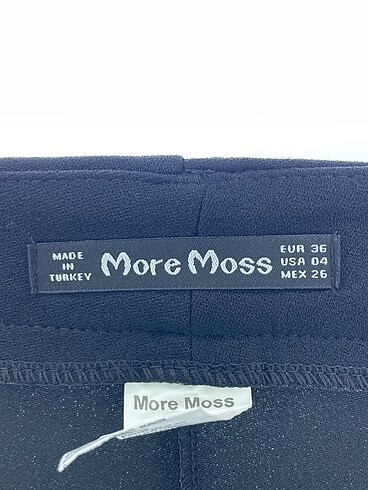 MADE
IN
TURKEY
More Moss
EUR 36
USA 04
MEX 26
More Moss